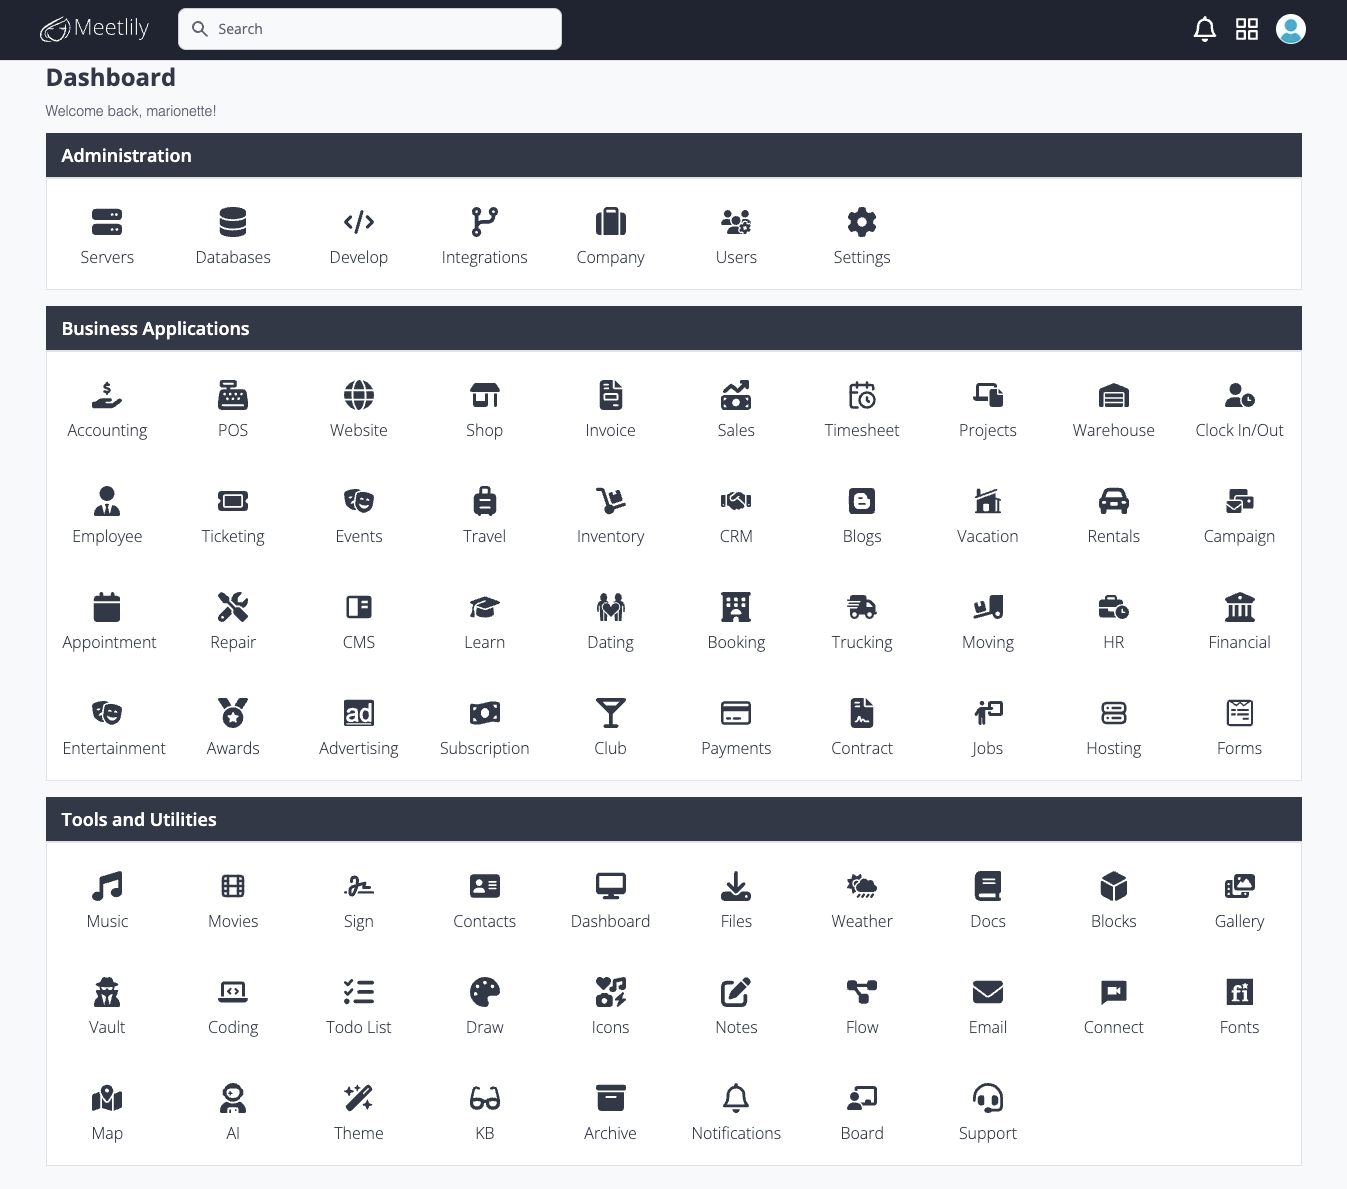 Meetlily
Search
Dashboard
Welcome back, marionette!
Administration
Servers Databases Develop Integrations Company Users Settings
Business Applications
Accounting POS Website Shop Invoice Sales Timesheet Projects Warehouse Clock In/Out
Employee Ticketing Events Travel Inventory CRM Blogs Vacation Rentals Campaign
Appointment Repair CMS Learn Dating Booking Trucking Moving HR Financial
ad
Entertainment Awards Advertising Subscription Club Payments Contract Jobs Hosting Forms
Tools and Utilities
Music Movies Sign Contacts Dashboard Files Weather Docs Blocks Gallery
fi
Vault Coding Todo List Draw Icons Notes Flow Email Connect Fonts
Map AI Theme KB Archive Notifications Board Support